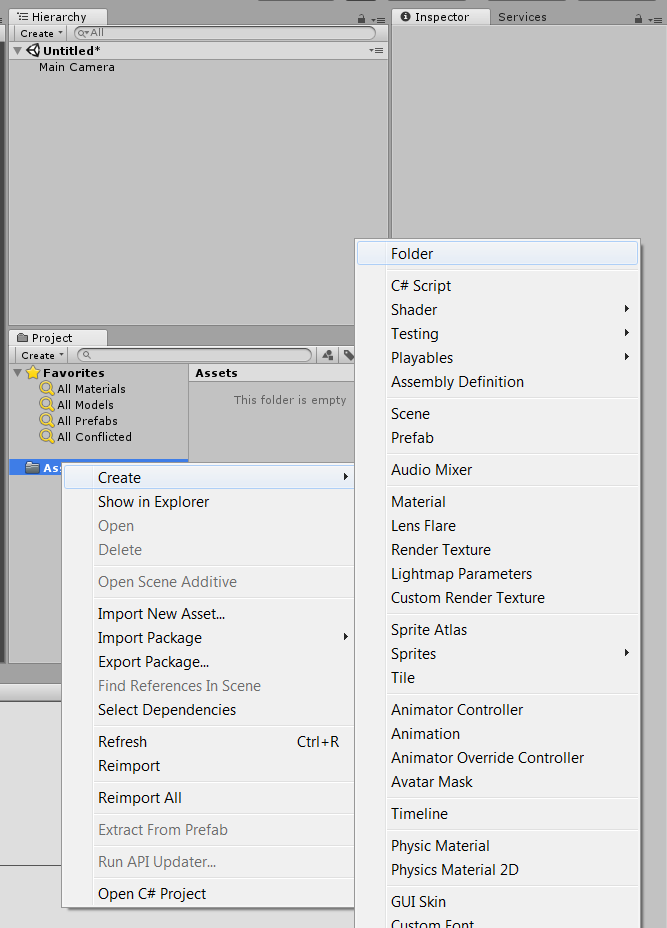 Hierarchy
Create
All
Untitled*
Main Camera
Inspector
Services
Project
Create
Favorites
All Materials
All Models
All Prefabs
All Conflicted
Assets
This folder is empty
Create
Show in Explorer
Open
Delete
Open Scene Additive
Import New Asset...
Import Package
Export Package...
Find References In Scene
Select Dependencies
Refresh Ctrl+R
Reimport
Reimport All
Extract From Prefab
Run API Updater...
Open C# Project
Folder
C# Script
Shader
Testing
Playables
Assembly Definition
Scene
Prefab
Audio Mixer
Material
Lens Flare
Render Texture
Lightmap Parameters
Custom Render Texture
Sprite Atlas
Sprites
Tile
Animator Controller
Animation
Animator Override Controller
Avatar Mask
Timeline
Physic Material
Physics Material 2D
GUI Skin
Custom Font